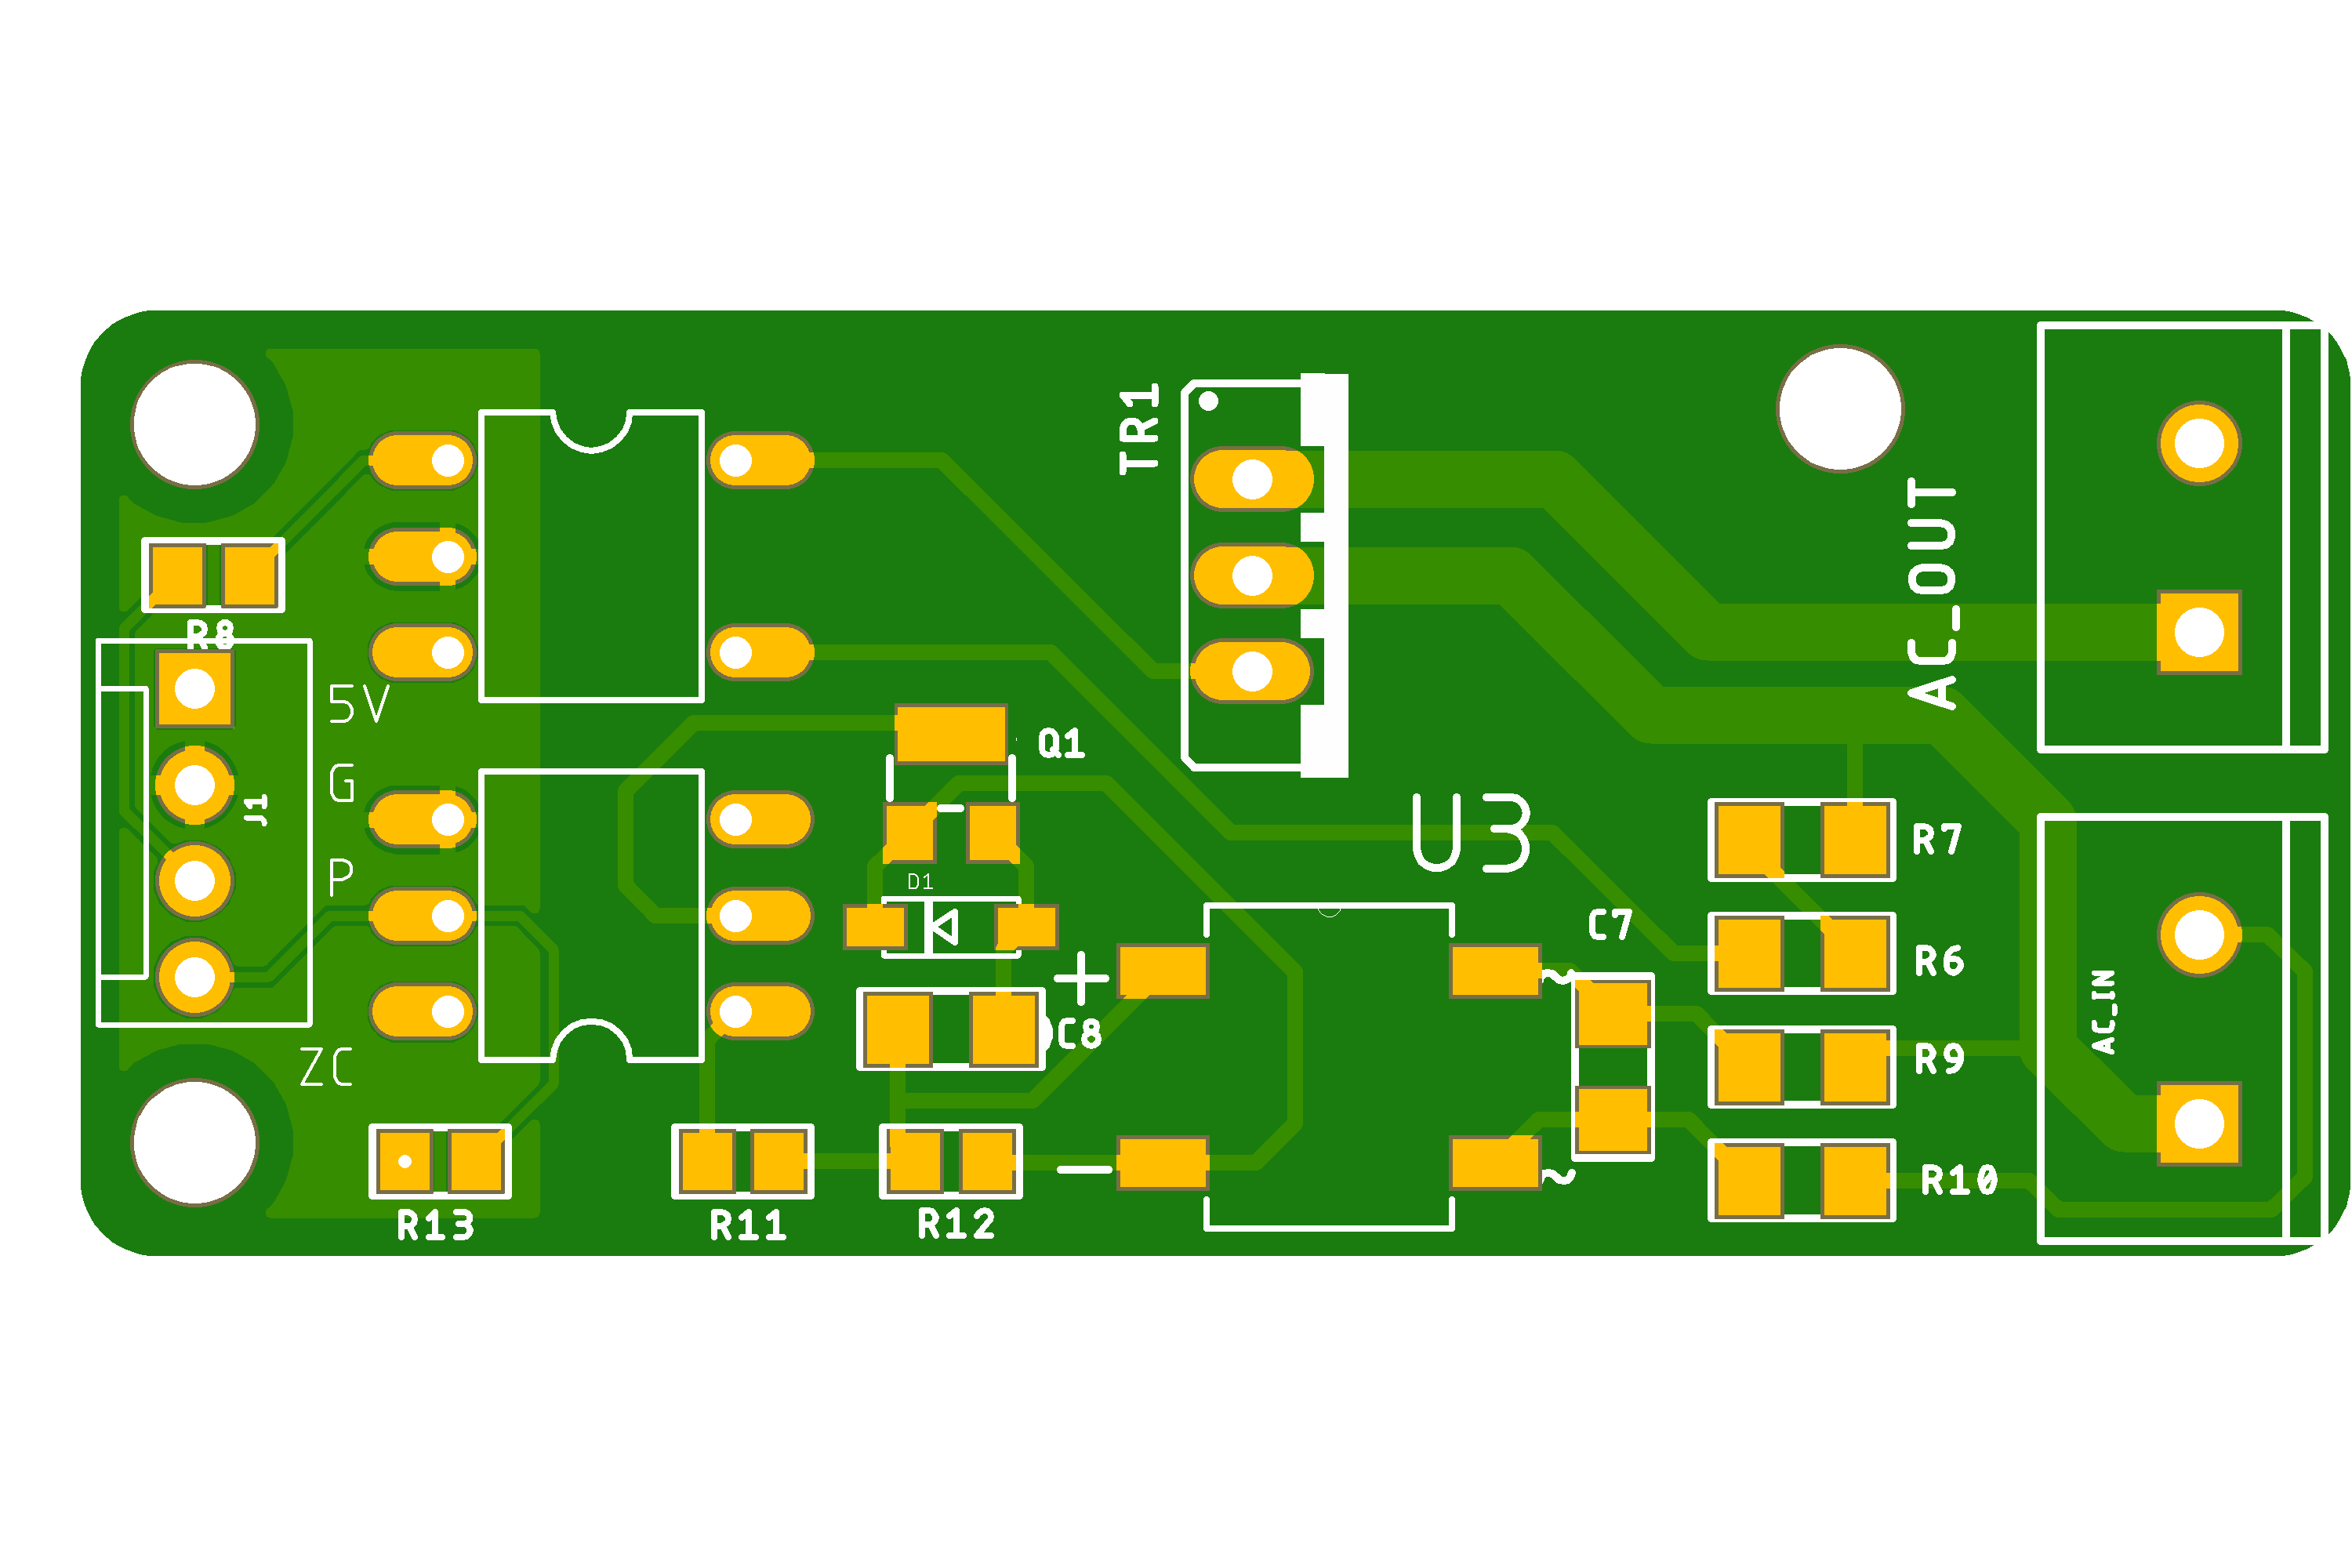 TR1
AC_OUT
R8
5V
Q1
G
J1
U3
R7
P
D1
C7
R6
+
~
C8
AC_IN
R9
ZC
-
~
R10
R13
R11
R12